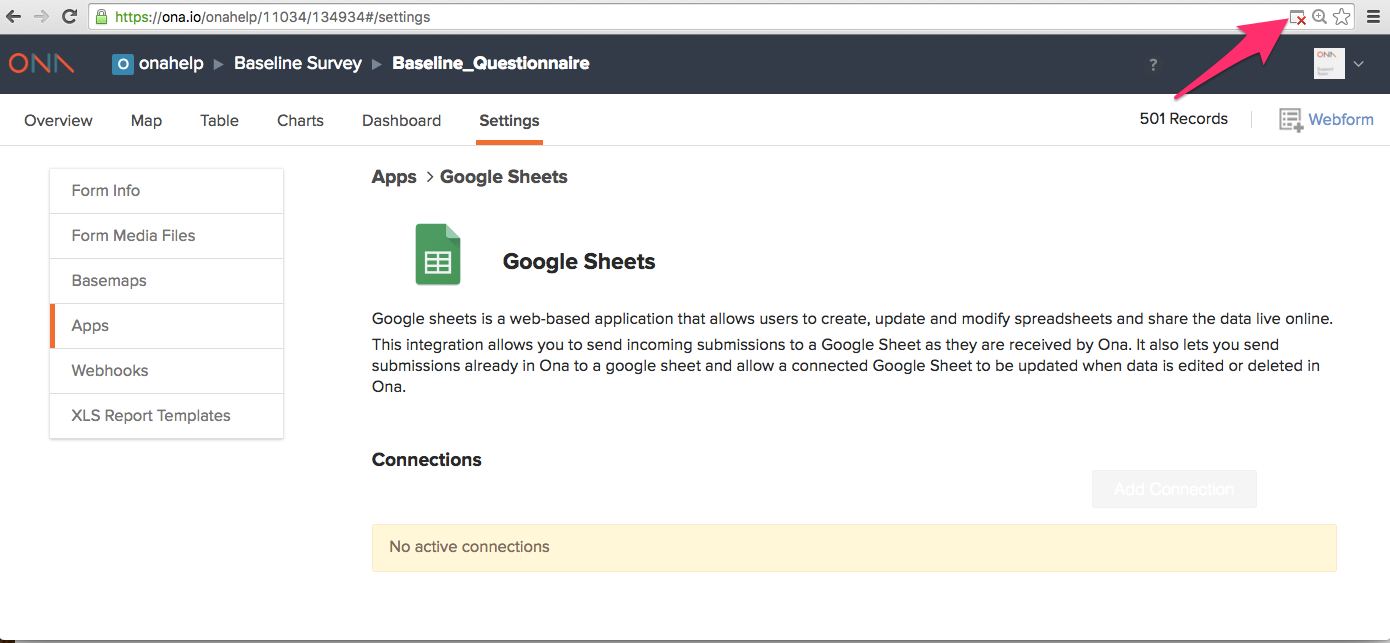 https://ona.io/onahelp/11034/134934#/settings
ONA O onahelp ▶ Baseline Survey ▶ Baseline_Questionnaire ? ONA
Overview Map Table Charts Dashboard Settings 501 Records Webform
Form Info
Form Media Files
Basemaps
Apps
Webhooks
XLS Report Templates
Apps > Google Sheets
Google Sheets
Google sheets is a web-based application that allows users to create, update and modify spreadsheets and share the data live online.
This integration allows you to send incoming submissions to a Google Sheet as they are received by Ona. It also lets you send
submissions already in Ona to a google sheet and allow a connected Google Sheet to be updated when data is edited or deleted in
Ona.
Connections
Add Connection
No active connections